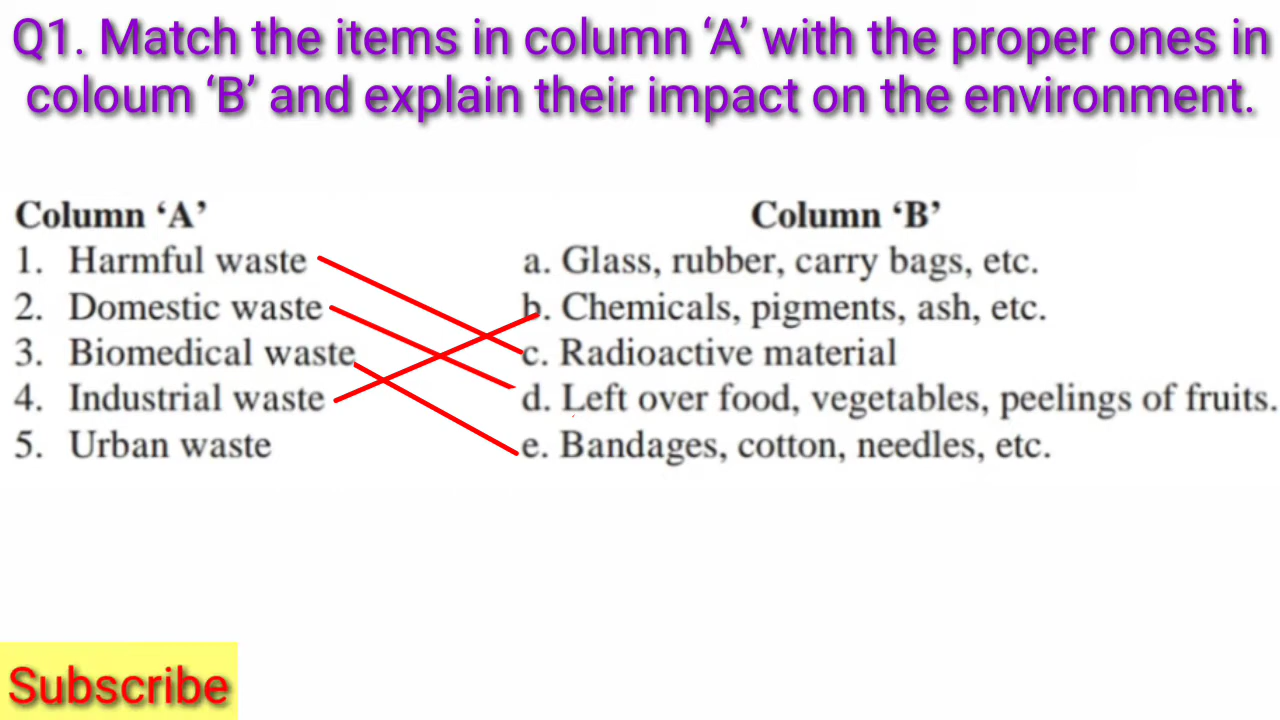 Q1. Match the items in column ‘A’ with the proper ones in
coloum ‘B’ and explain their impact on the environment.
Column ‘A’ Column ‘B’
1. Harmful waste a. Glass, rubber, carry bags, etc.
2. Domestic waste b. Chemicals, pigments, ash, etc.
3. Biomedical waste c. Radioactive material
4. Industrial waste d. Left over food, vegetables, peelings of fruits.
5. Urban waste e. Bandages, cotton, needles, etc.
Subscribe